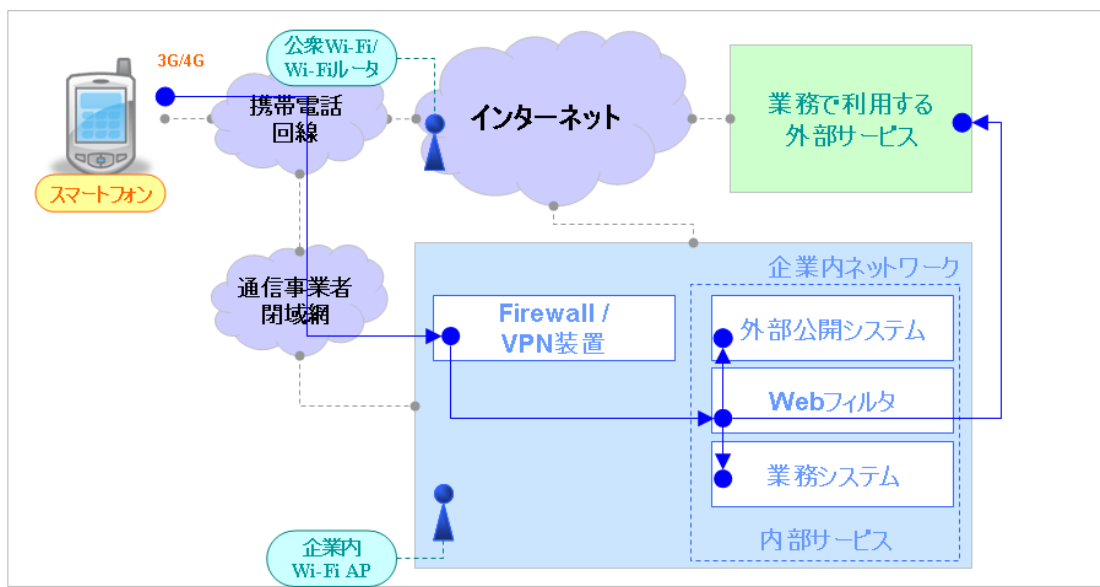 3G/4G
公衆Wi-Fi/
Wi-Fiルータ
携帯電話
回線
インターネット
業務で利用する
外部サービス
スマートフォン
通信事業者
閉域網
企業内ネットワーク
Firewall /
VPN装置
外部公開システム
Webフィルタ
業務システム
内部サービス
企業内
Wi-Fi AP